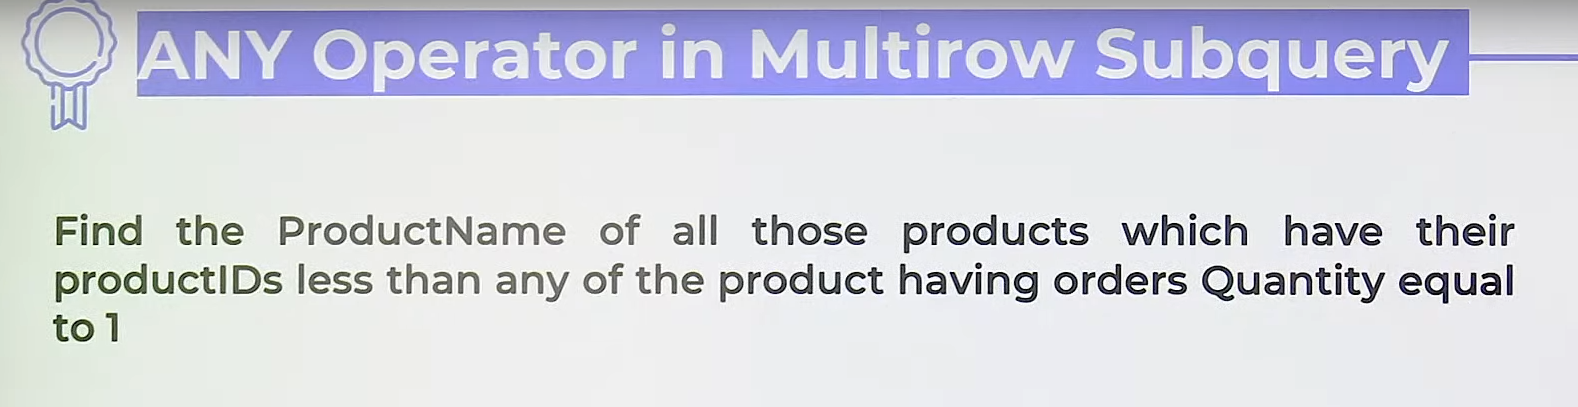 ANY Operator in Multirow Subquery
Find the ProductName of all those products which have their
productIDs less than any of the product having orders Quantity equal
to 1